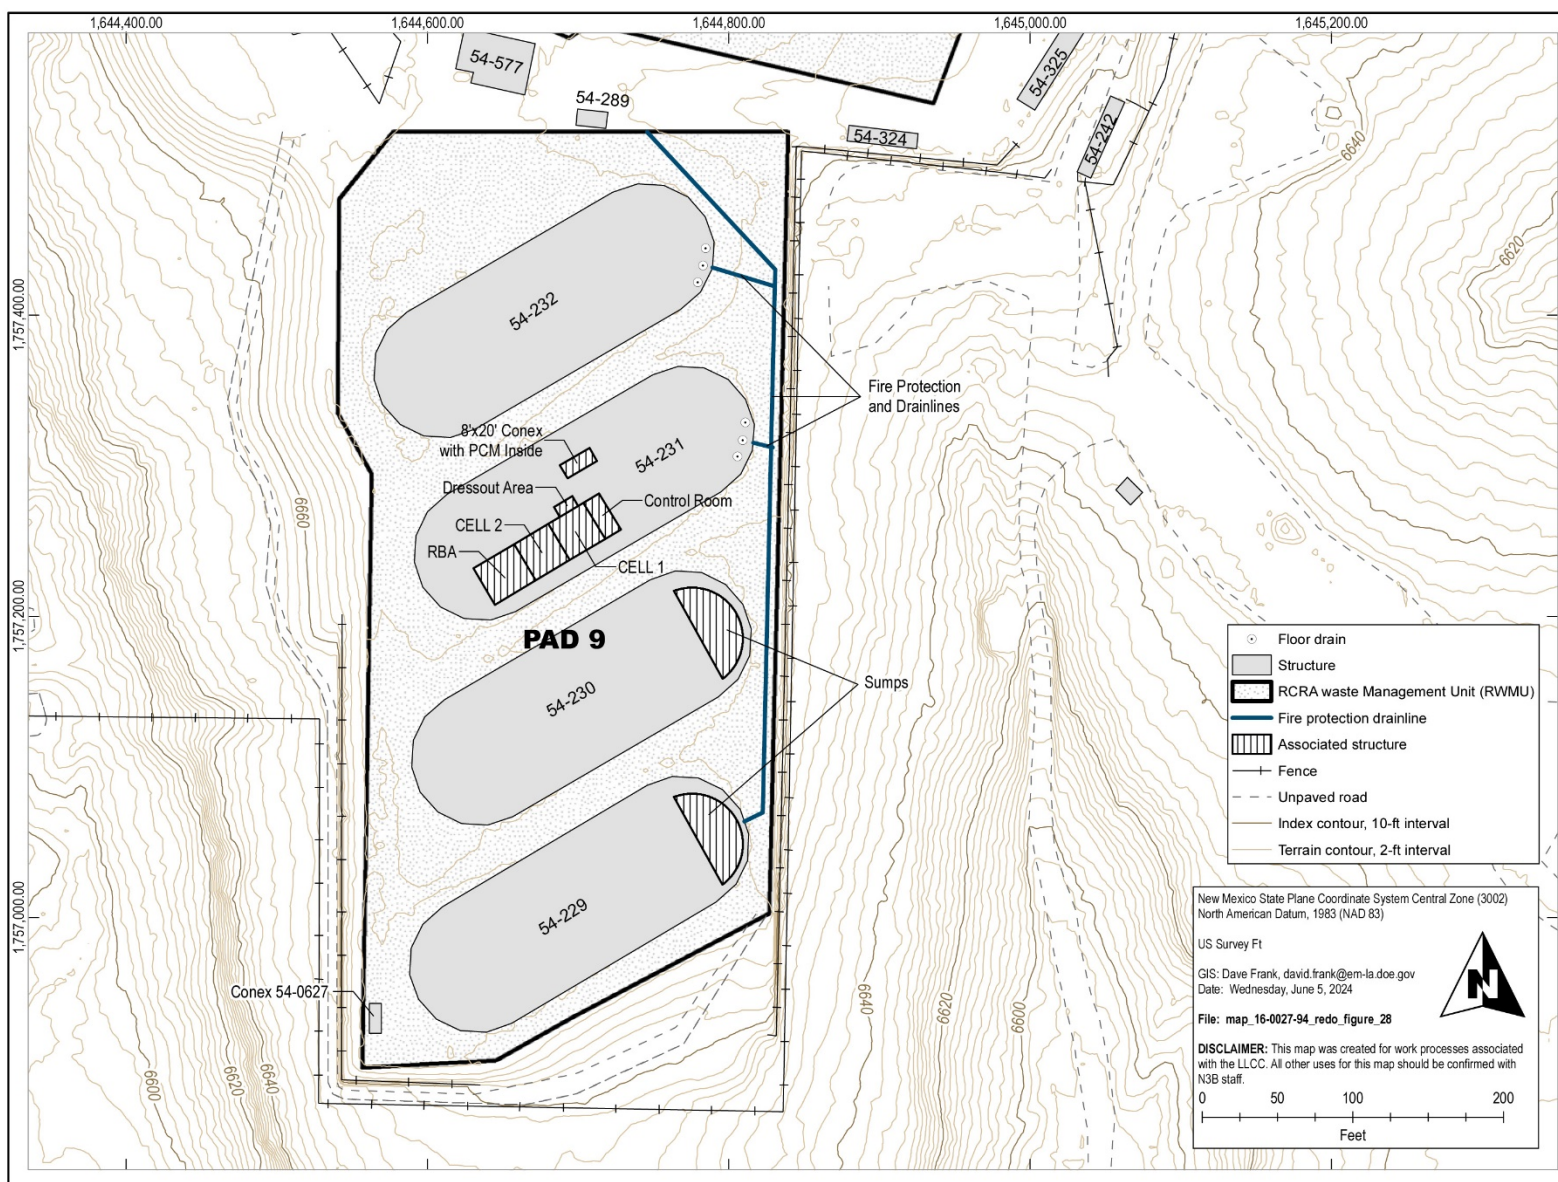 1,644,400.00
1,644,600.00
1,644,800.00
1,645,000.00
1,645,200.00
54-577
54-289
54-324
54-325
54-242
6640
6620
1,757,400.00
54-232
Fire Protection
and Drainlines
8'x20' Conex
with PCM Inside
54-231
Dressout Area
Control Room
CELL 2
RBA
CELL 1
6660
1,757,200.00
PAD 9
54-230
Sumps
1,757,000.00
54-229
Conex 54-0627
6600
6620
6640
6640
6620
6600
Floor drain
Structure
RCRA waste Management Unit (RWMU)
Fire protection drainline
Associated structure
Fence
Unpaved road
Index contour, 10-ft interval
Terrain contour, 2-ft interval
New Mexico State Plane Coordinate System Central Zone (3002)
North American Datum, 1983 (NAD 83)
US Survey Ft
GIS: Dave Frank, david.frank@em-la.doe.gov
Date: Wednesday, June 5, 2024
N
File: map_16-0027-94_redo_figure_28
DISCLAIMER: This map was created for work processes associated
with the LLCC. All other uses for this map should be confirmed with
N3B staff.
0 50 100 200
Feet